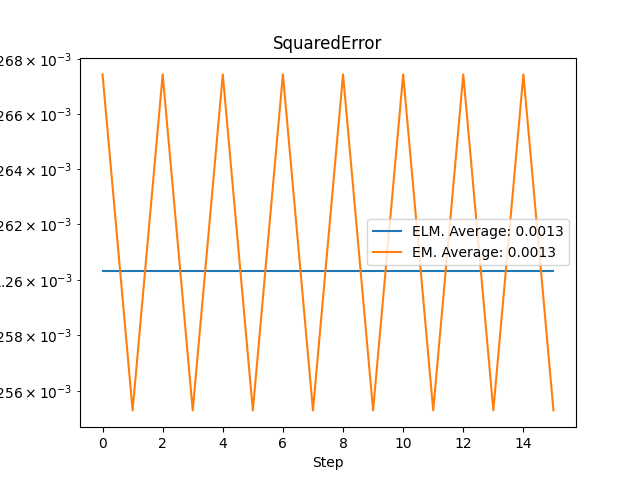 SquaredError
268 × 10⁻³
266 × 10⁻³
264 × 10⁻³
262 × 10⁻³
.26 × 10⁻³
258 × 10⁻³
256 × 10⁻³
ELM. Average: 0.0013
EM. Average: 0.0013
0 2 4 6 8 10 12 14
Step